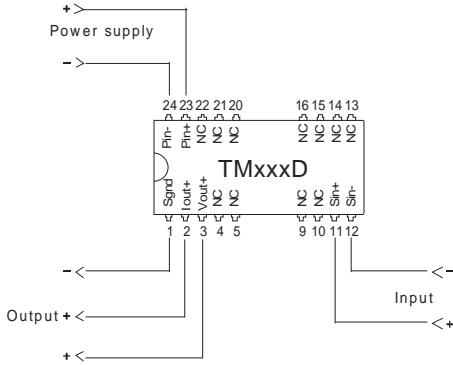 +
Power supply
−
24 23 22 21 20 16 15 14 13
Pin- Pin+ NC NC NC NC NC NC NC
TMxxxD
Sgnd Iout+ Vout+ NC NC NC NC Sin+ Sin-
1 2 3 4 5 9 10 11 12
− −
Input
Output + +
+